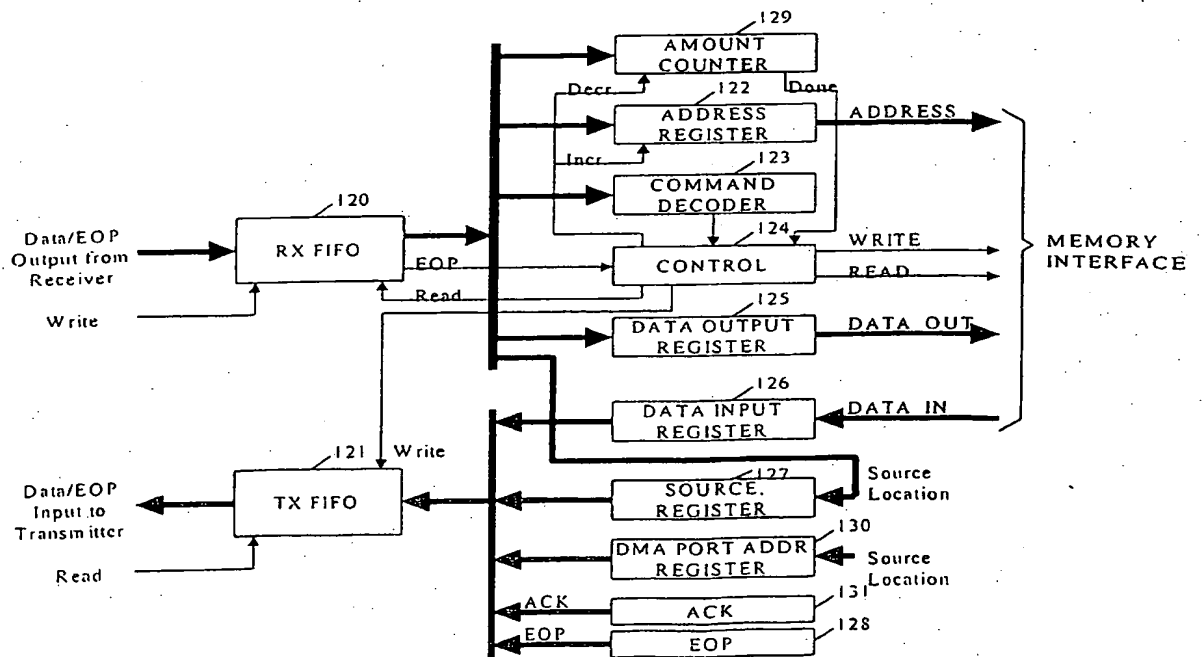 129
AMOUNT
COUNTER
Decr
Done
122
ADDRESS
REGISTER
ADDRESS
Incr
123
COMMAND
DECODER
120
RX FIFO
Data/EOP
Output from
Receiver
Write
EOP
Read
124
CONTROL
WRITE
READ
MEMORY
INTERFACE
125
DATA OUTPUT
REGISTER
DATA OUT
126
DATA INPUT
REGISTER
DATA IN
121
TX FIFO
Write
Data/EOP
Input to
Transmitter
Read
127
SOURCE.
REGISTER
Source
Location
130
DMA PORT ADDR
REGISTER
Source
Location
131
ACK
ACK
128
EOP
EOP